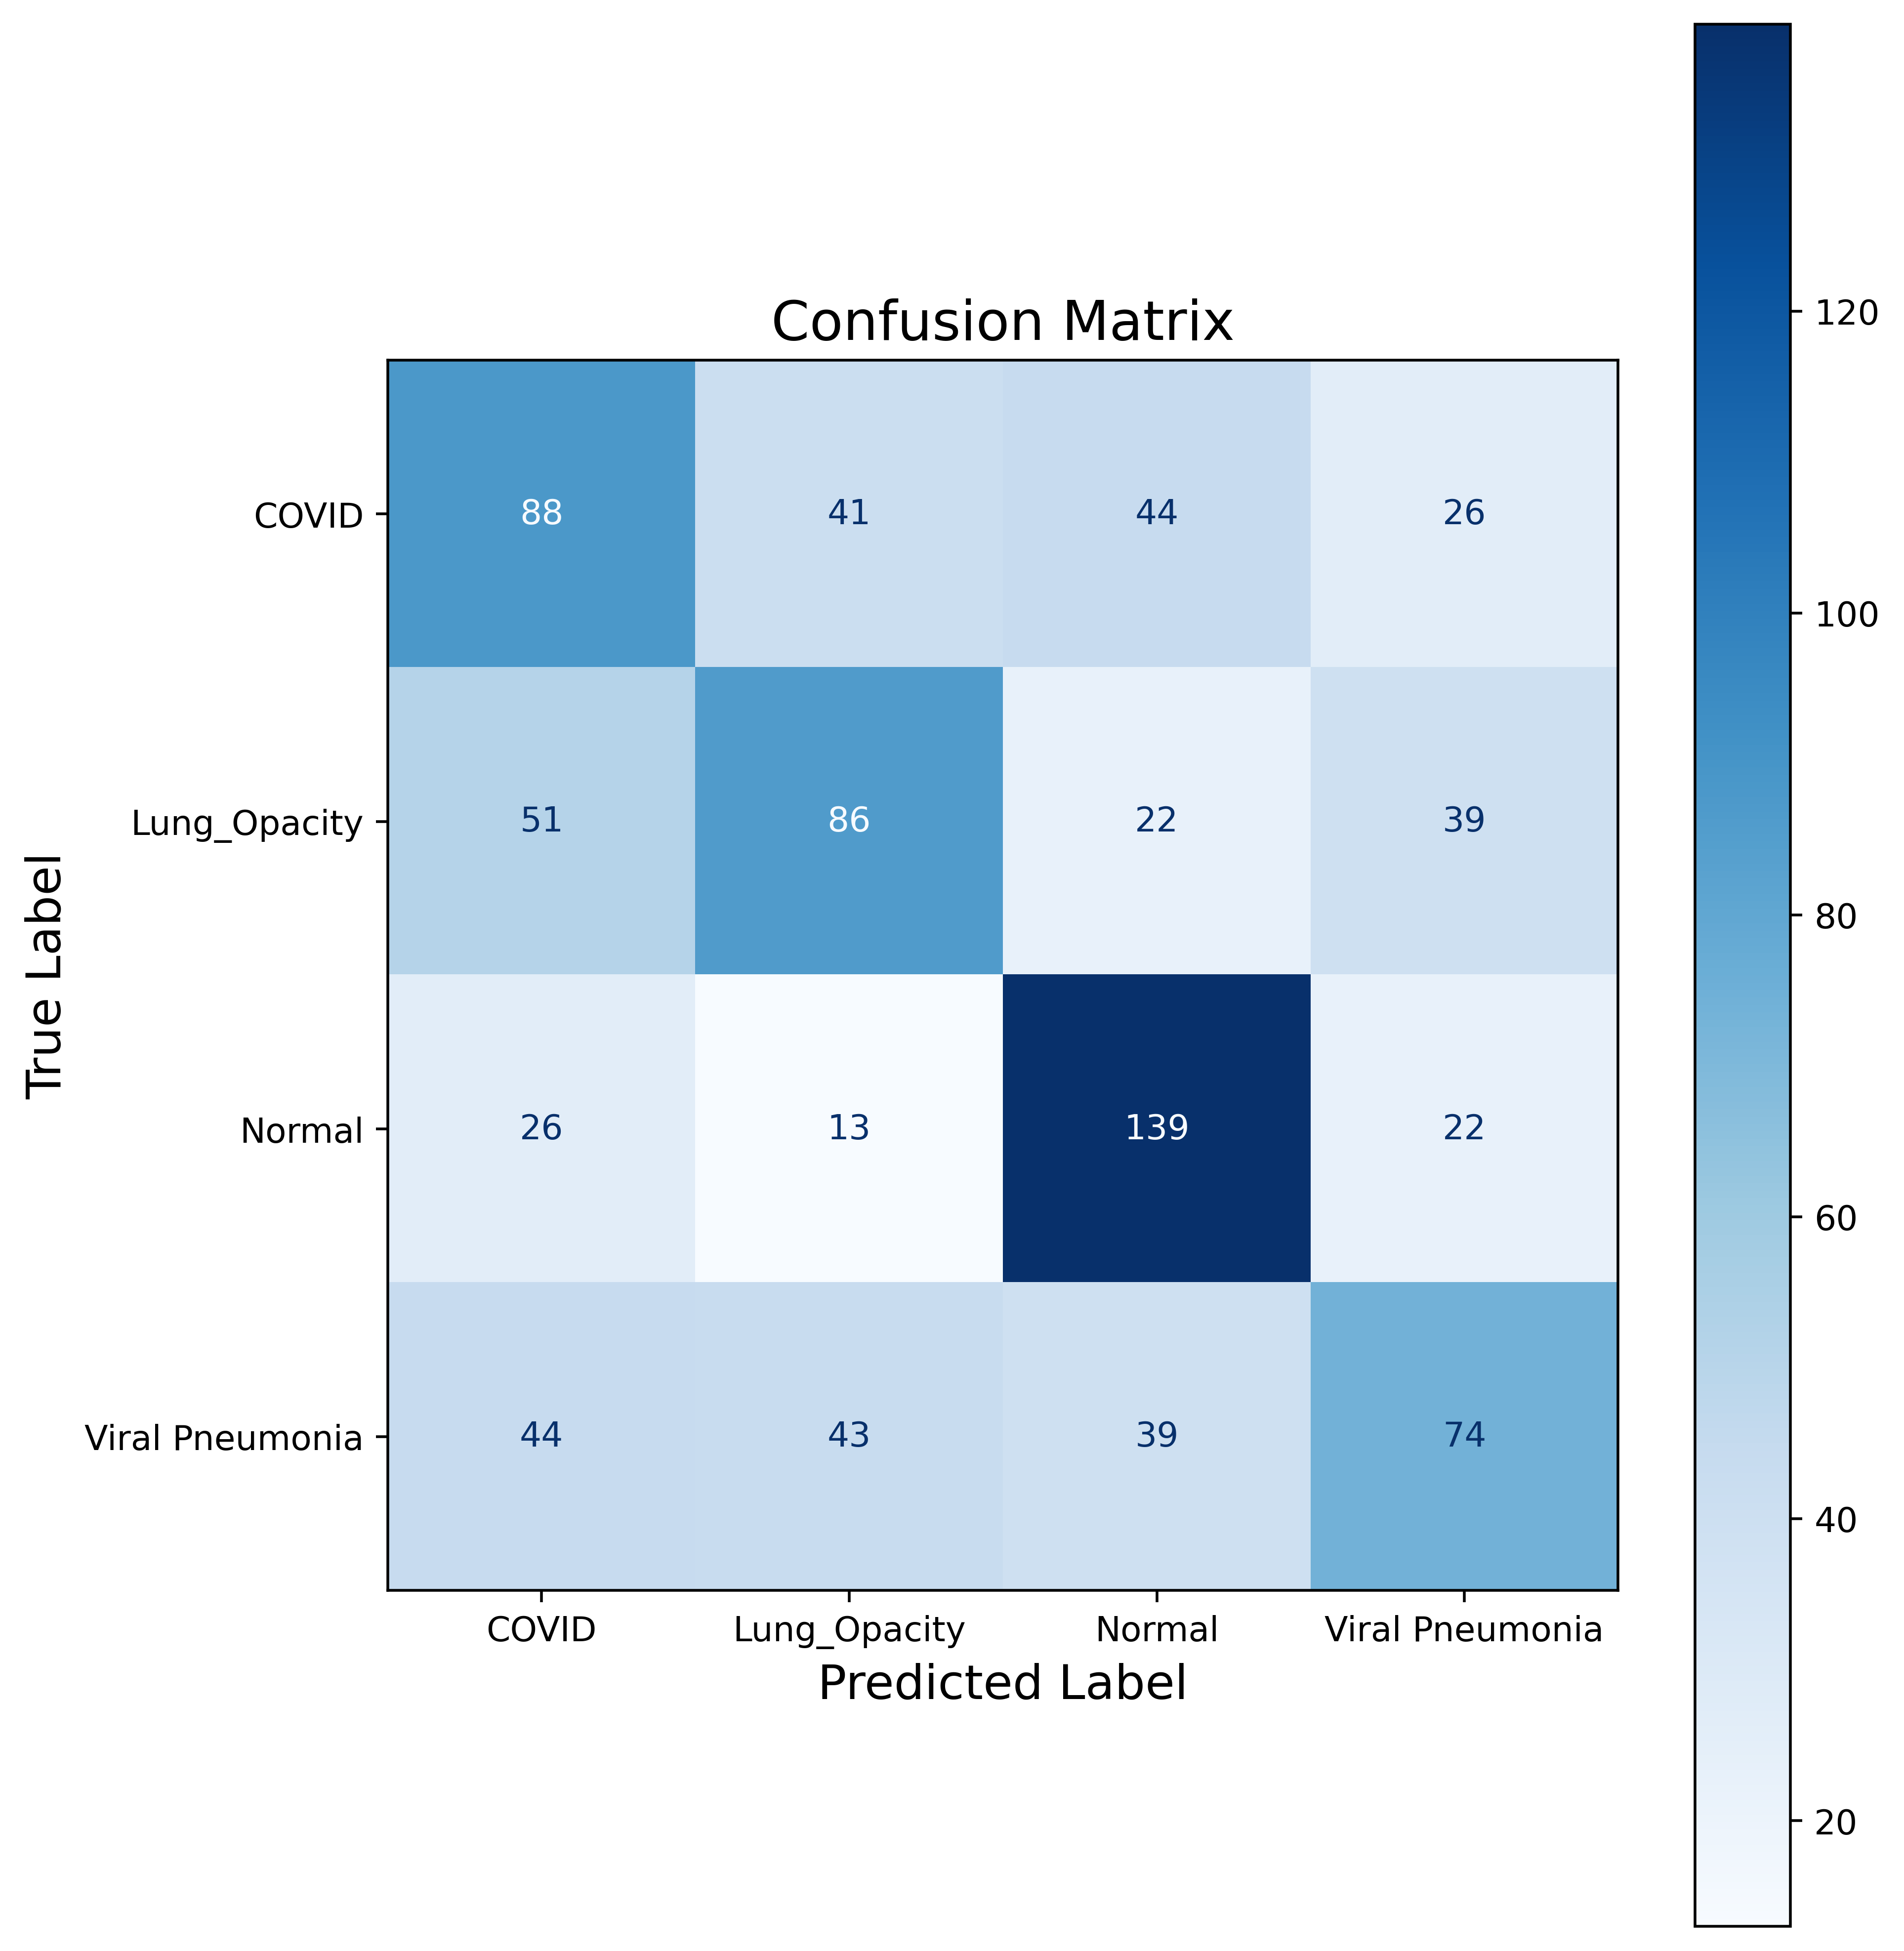 Confusion Matrix
COVID 88 41 44 26
Lung_Opacity 51 86 22 39
Normal 26 13 139 22
Viral Pneumonia 44 43 39 74
COVID Lung_Opacity Normal Viral Pneumonia
Predicted Label
True Label
120
100
80
60
40
20